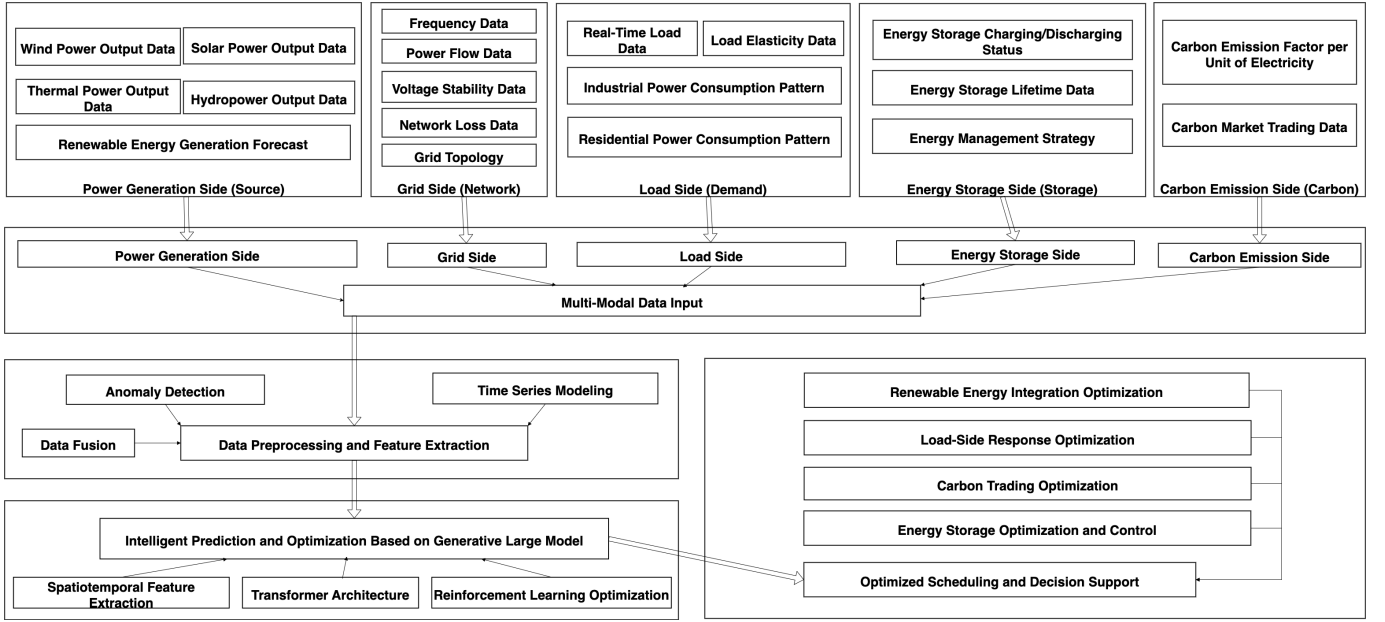 Wind Power Output Data
Solar Power Output Data
Thermal Power Output
Data
Hydropower Output Data
Renewable Energy Generation Forecast
Power Generation Side (Source)
Frequency Data
Power Flow Data
Voltage Stability Data
Network Loss Data
Grid Topology
Grid Side (Network)
Real-Time Load
Data
Load Elasticity Data
Industrial Power Consumption Pattern
Residential Power Consumption Pattern
Load Side (Demand)
Energy Storage Charging/Discharging
Status
Energy Storage Lifetime Data
Energy Management Strategy
Energy Storage Side (Storage)
Carbon Emission Factor per
Unit of Electricity
Carbon Market Trading Data
Carbon Emission Side (Carbon)
Power Generation Side
Grid Side
Load Side
Energy Storage Side
Carbon Emission Side
Multi-Modal Data Input
Anomaly Detection
Time Series Modeling
Data Fusion
Data Preprocessing and Feature Extraction
Intelligent Prediction and Optimization Based on Generative Large Model
Spatiotemporal Feature
Extraction
Transformer Architecture
Reinforcement Learning Optimization
Renewable Energy Integration Optimization
Load-Side Response Optimization
Carbon Trading Optimization
Energy Storage Optimization and Control
Optimized Scheduling and Decision Support